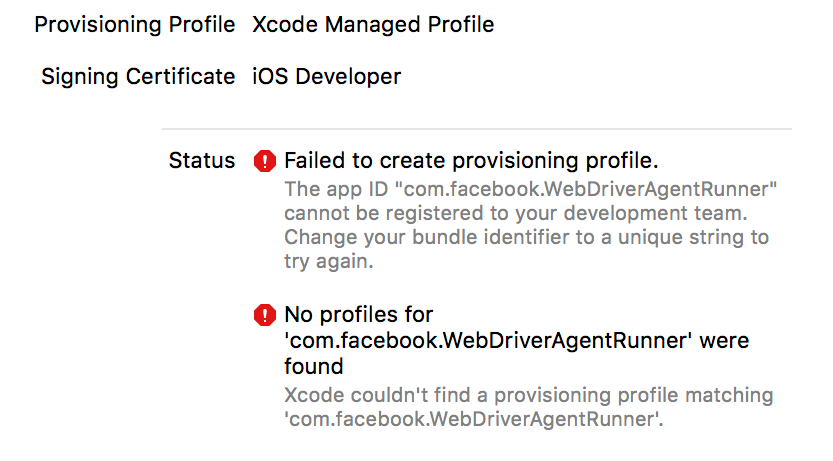 Provisioning Profile Xcode Managed Profile
Signing Certificate iOS Developer
Status Failed to create provisioning profile.
The app ID "com.facebook.WebDriverAgentRunner"
cannot be registered to your development team.
Change your bundle identifier to a unique string to
try again.
No profiles for
'com.facebook.WebDriverAgentRunner' were
found
Xcode couldn't find a provisioning profile matching
'com.facebook.WebDriverAgentRunner'.